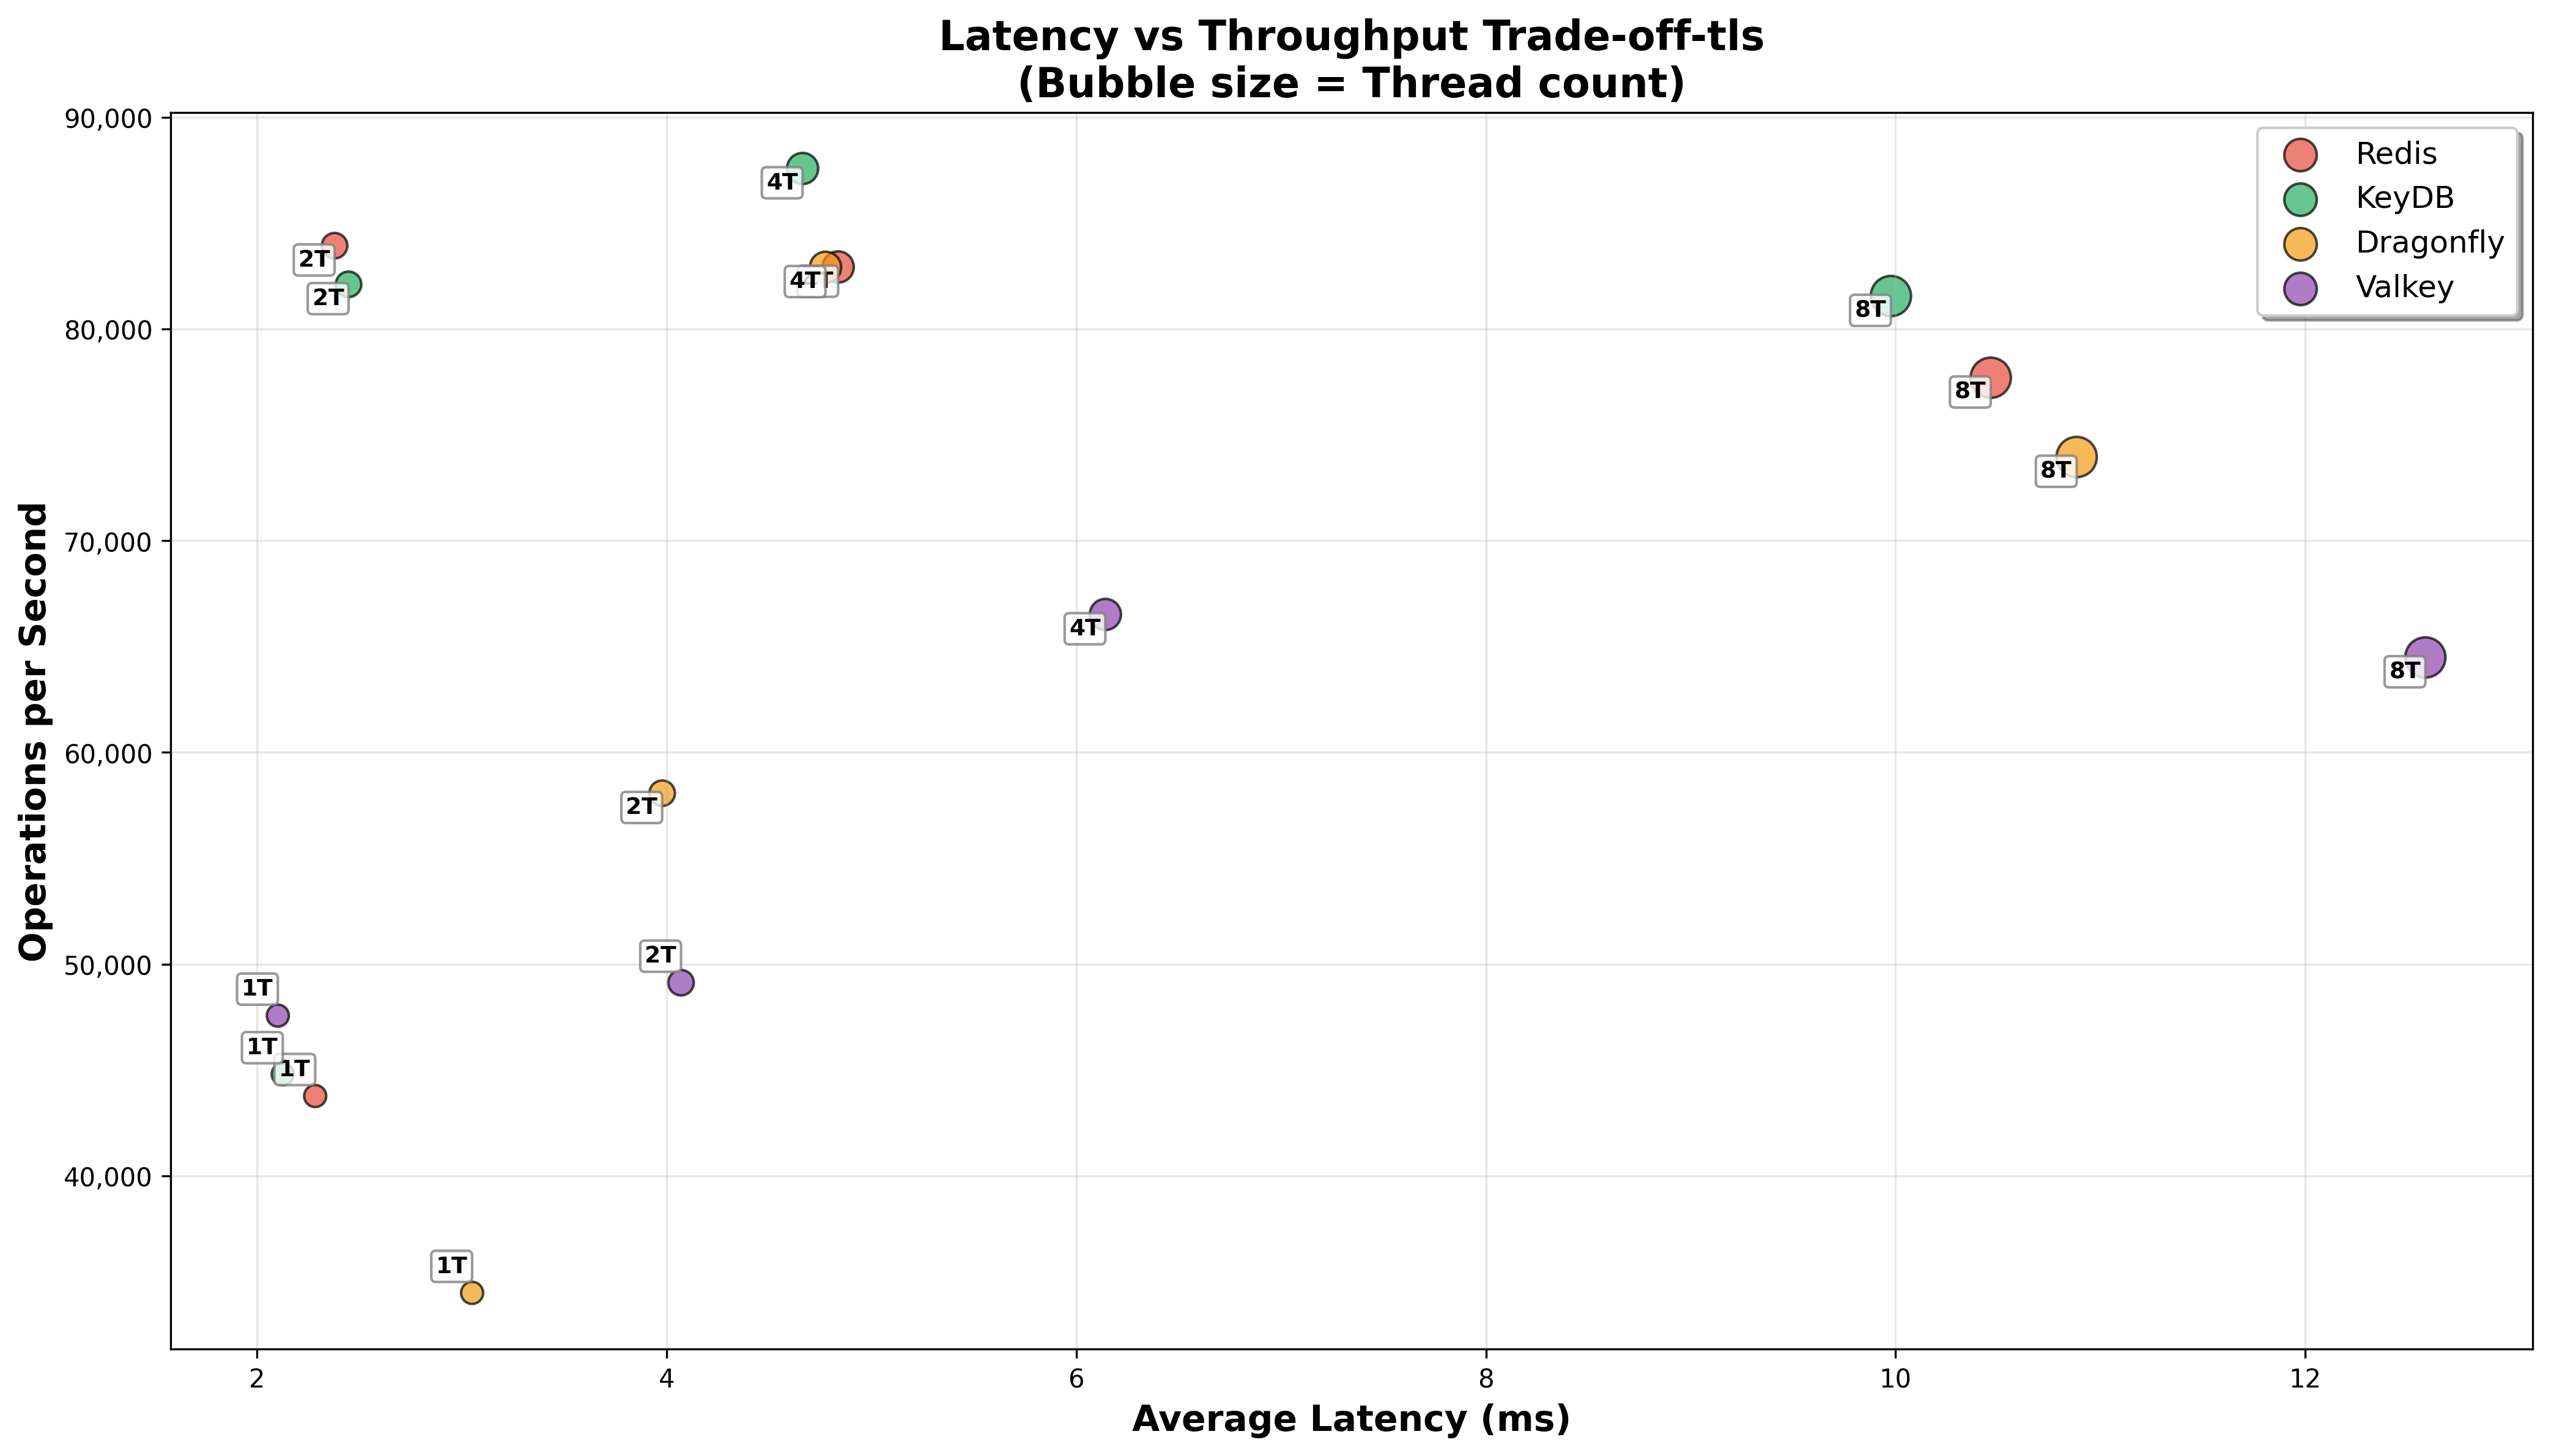 Latency vs Throughput Trade-off-tls
(Bubble size = Thread count)
90,000
80,000
70,000
60,000
50,000
40,000
Operations per Second
2
4
6
8
10
12
Average Latency (ms)
Redis
KeyDB
Dragonfly
Valkey
4T
2T
2T
4T
8T
8T
8T
4T
8T
2T
2T
1T
1T
1T
1T